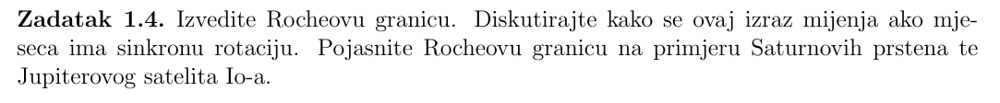 Zadatak 1.4. Izvedite Rocheovu granicu. Diskutirajte kako se ovaj izraz mijenja ako mje-
seca ima sinkronu rotaciju. Pojasnite Rocheovu granicu na primjeru Saturnovih prstena te
Jupiterovog satelita Io-a.